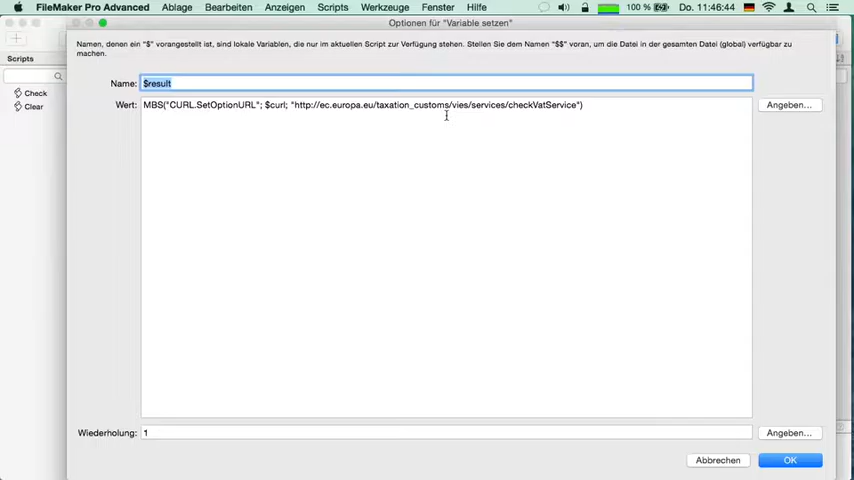 FileMaker Pro Advanced Ablage Bearbeiten Anzeigen Scripts Werkzeuge Fenster Hilfe 100 % Do. 11:46:44
Optionen für "Variable setzen"
Namen, denen ein "$" vorangestellt ist, sind lokale Variablen, die nur im aktuellen Script zur Verfügung stehen. Stellen Sie dem Namen "$$" voran, um die Datei in der gesamten Datei (global) verfügbar zu
machen.
Scripts
Check
Clear
Name: $result
Wert: MBS("CURL.SetOptionURL"; $curl; "http://ec.europa.eu/taxation_customs/vies/services/checkVatService") Angeben...
Wiederholung: 1 Angeben...
Abbrechen OK